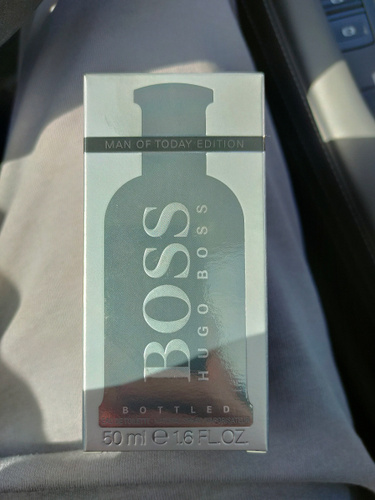 MAN OF TODAY EDITION
BOSS
HUGO BOSS
BOTTLED
50 ml ℮ 1.6 FL.OZ